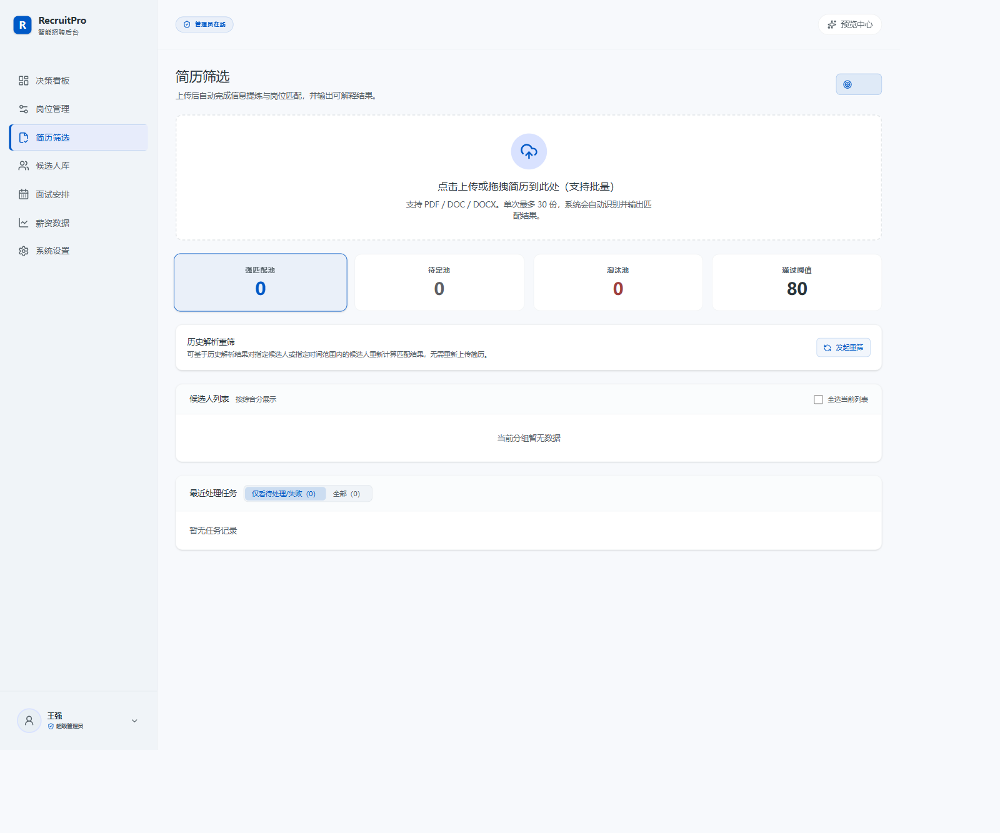 R
RecruitPro
智能招聘后台
管理员在线
预览中心
决策看板
岗位管理
简历筛选
候选人库
面试安排
薪资数据
系统设置
简历筛选
上传后自动完成信息提炼与岗位匹配，并输出可解释结果。
点击上传或拖拽简历到此处（支持批量）
支持 PDF / DOC / DOCX。单次最多 30 份，系统会自动识别并输出匹
配结果。
强匹配池
0
待定池
0
淘汰池
0
通过阈值
80
历史解析重筛
可基于历史解析结果对指定候选人或指定时间范围内的候选人重新计算匹配结果，无需重新上传简历。
发起重筛
候选人列表 按综合分展示
全选当前列表
当前分组暂无数据
最近处理任务
仅看待处理/失败（0）
全部（0）
暂无任务记录
王强
超级管理员